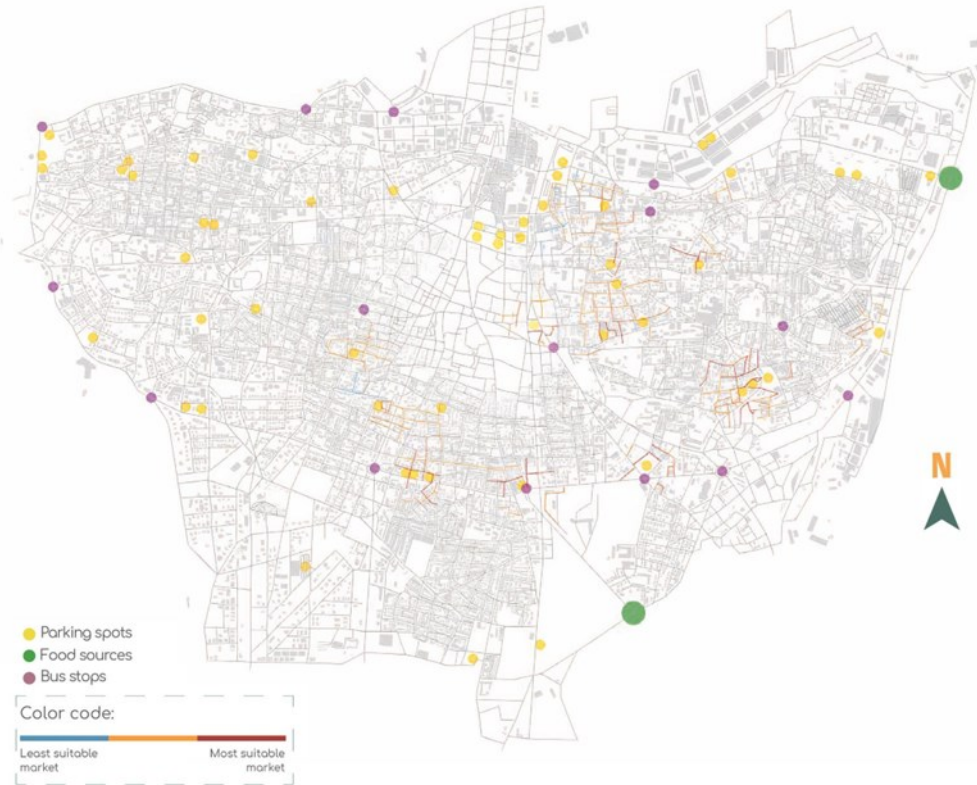 N
Parking spots
Food sources
Bus stops
Color code:
Least suitable
market
Most suitable
market